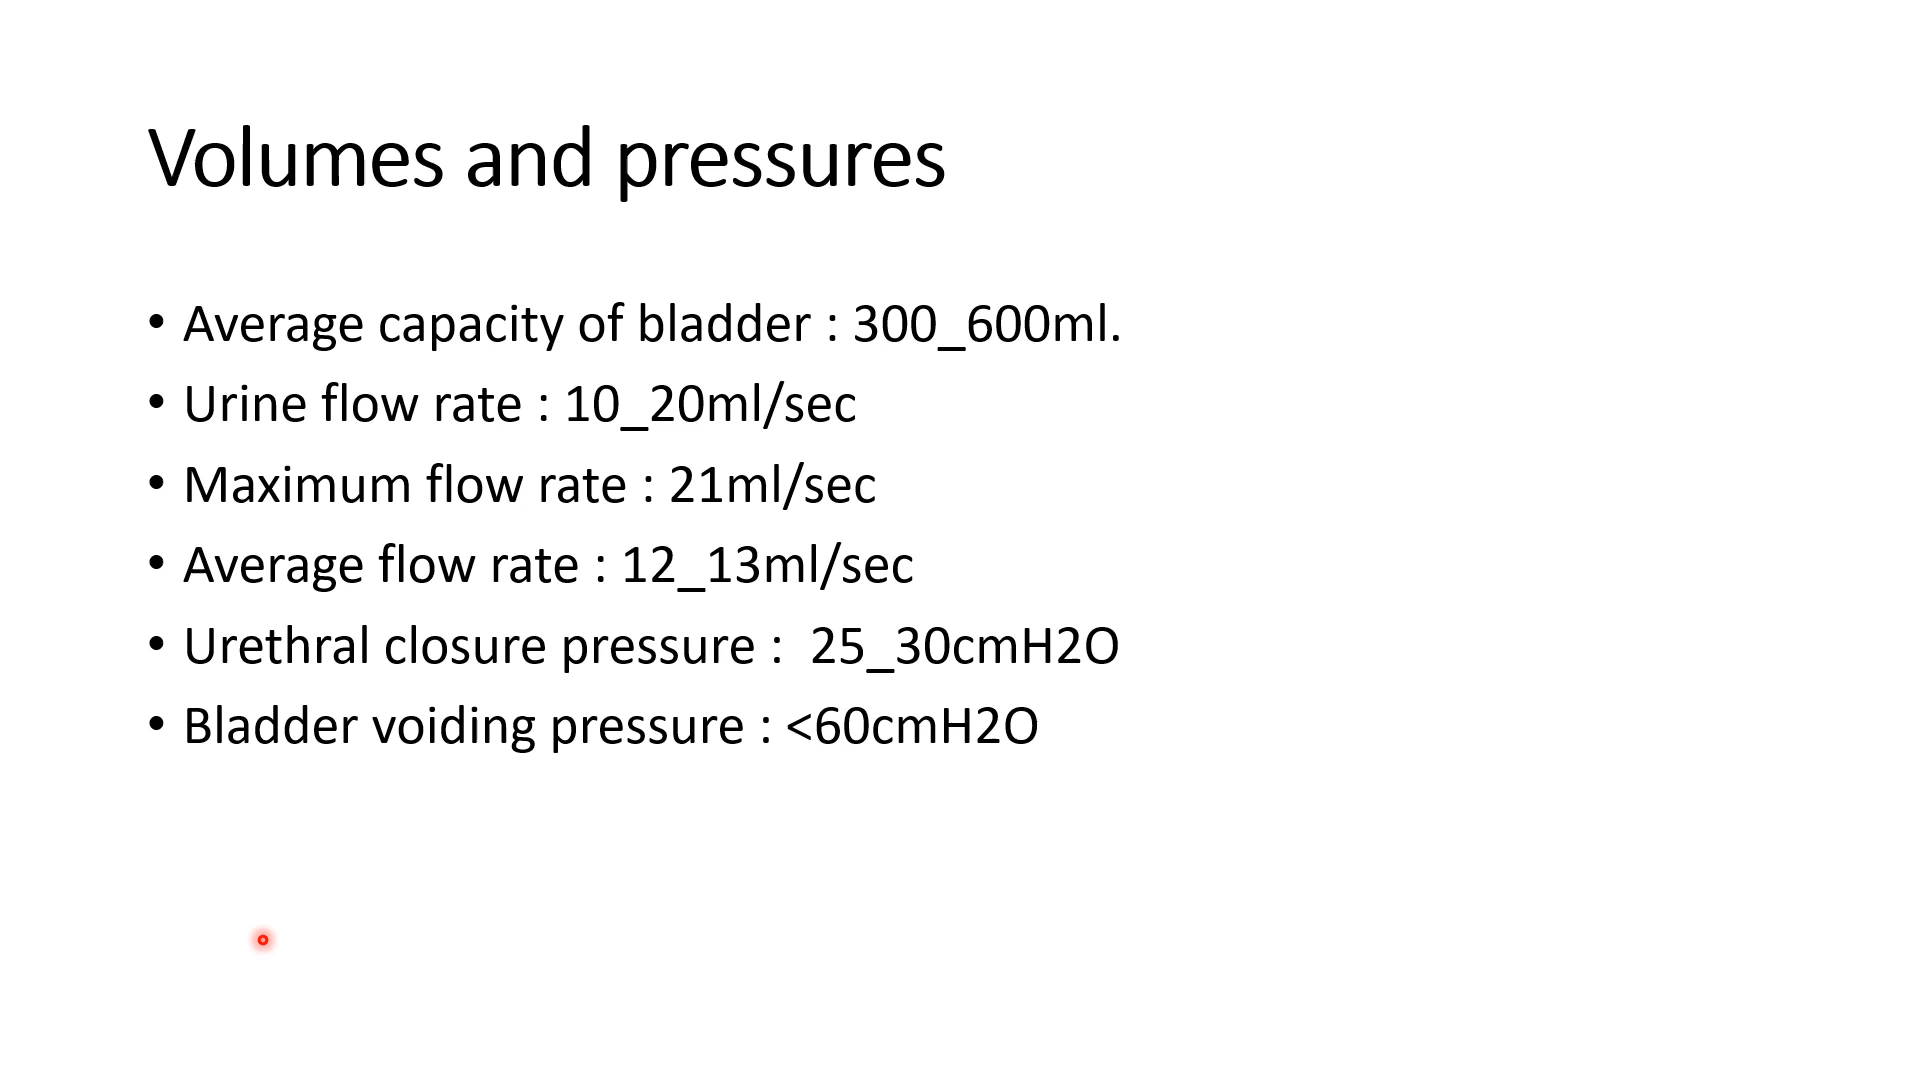 Volumes and pressures
• Average capacity of bladder : 300_600ml.
• Urine flow rate : 10_20ml/sec
• Maximum flow rate : 21ml/sec
• Average flow rate : 12_13ml/sec
• Urethral closure pressure :  25_30cmH2O
• Bladder voiding pressure : <60cmH2O